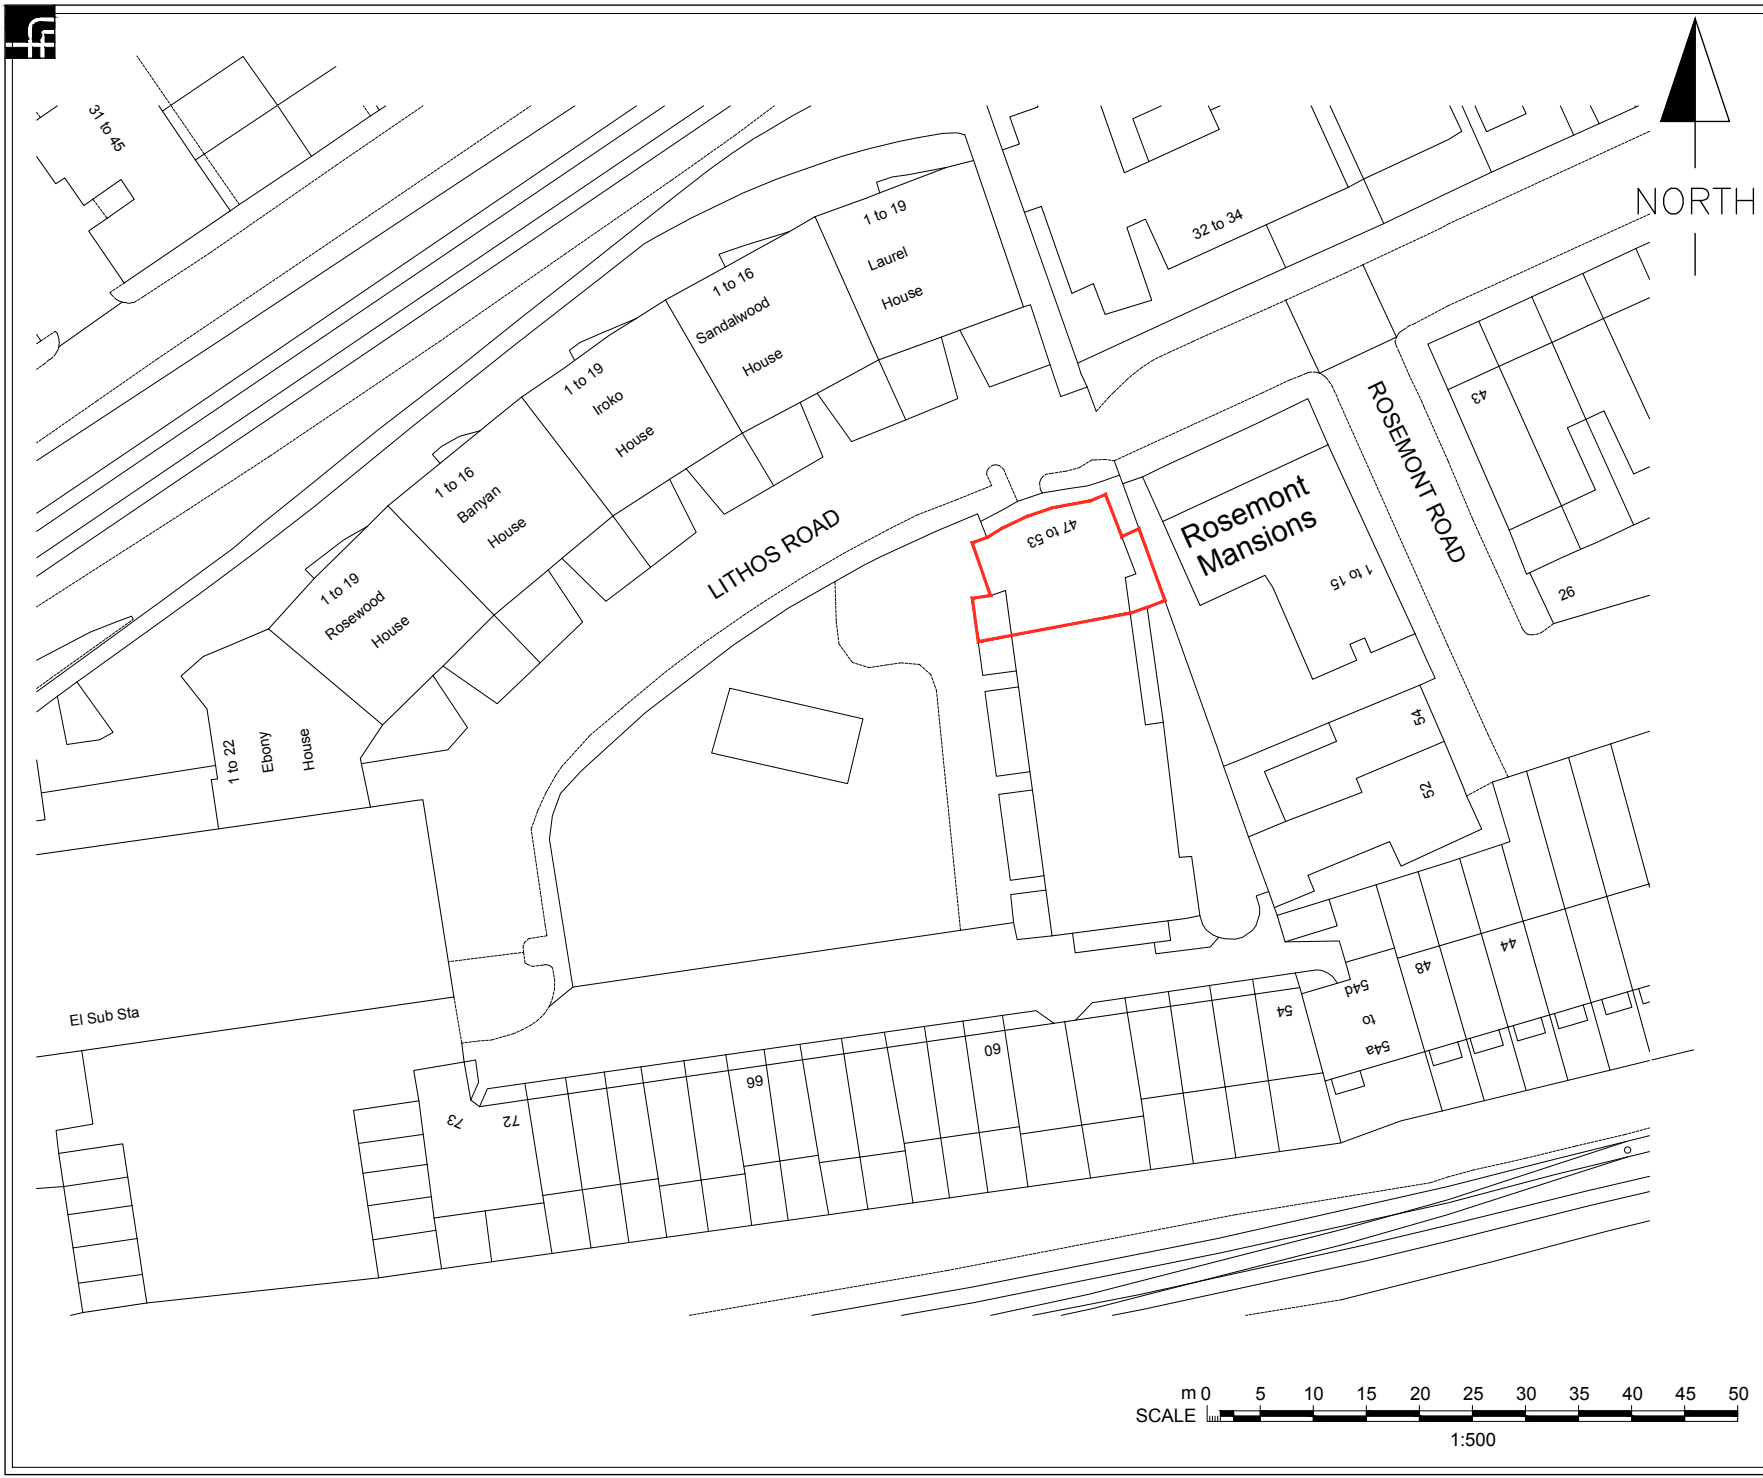 31 to 45
NORTH
1 to 19
Laurel
House
32 to 34
1 to 16
Sandalwood
House
1 to 19
Iroko
House
43
ROSEMONT ROAD
1 to 16
Banyan
House
LITHOS ROAD
47 to 53
Rosemont
Mansions
1 to 15
26
1 to 19
Rosewood
House
1 to 22
Ebony
House
54
52
El Sub Sta
44
48
54d
to
54a
54
60
66
73
72
m 0 5 10 15 20 25 30 35 40 45 50
SCALE
1:500